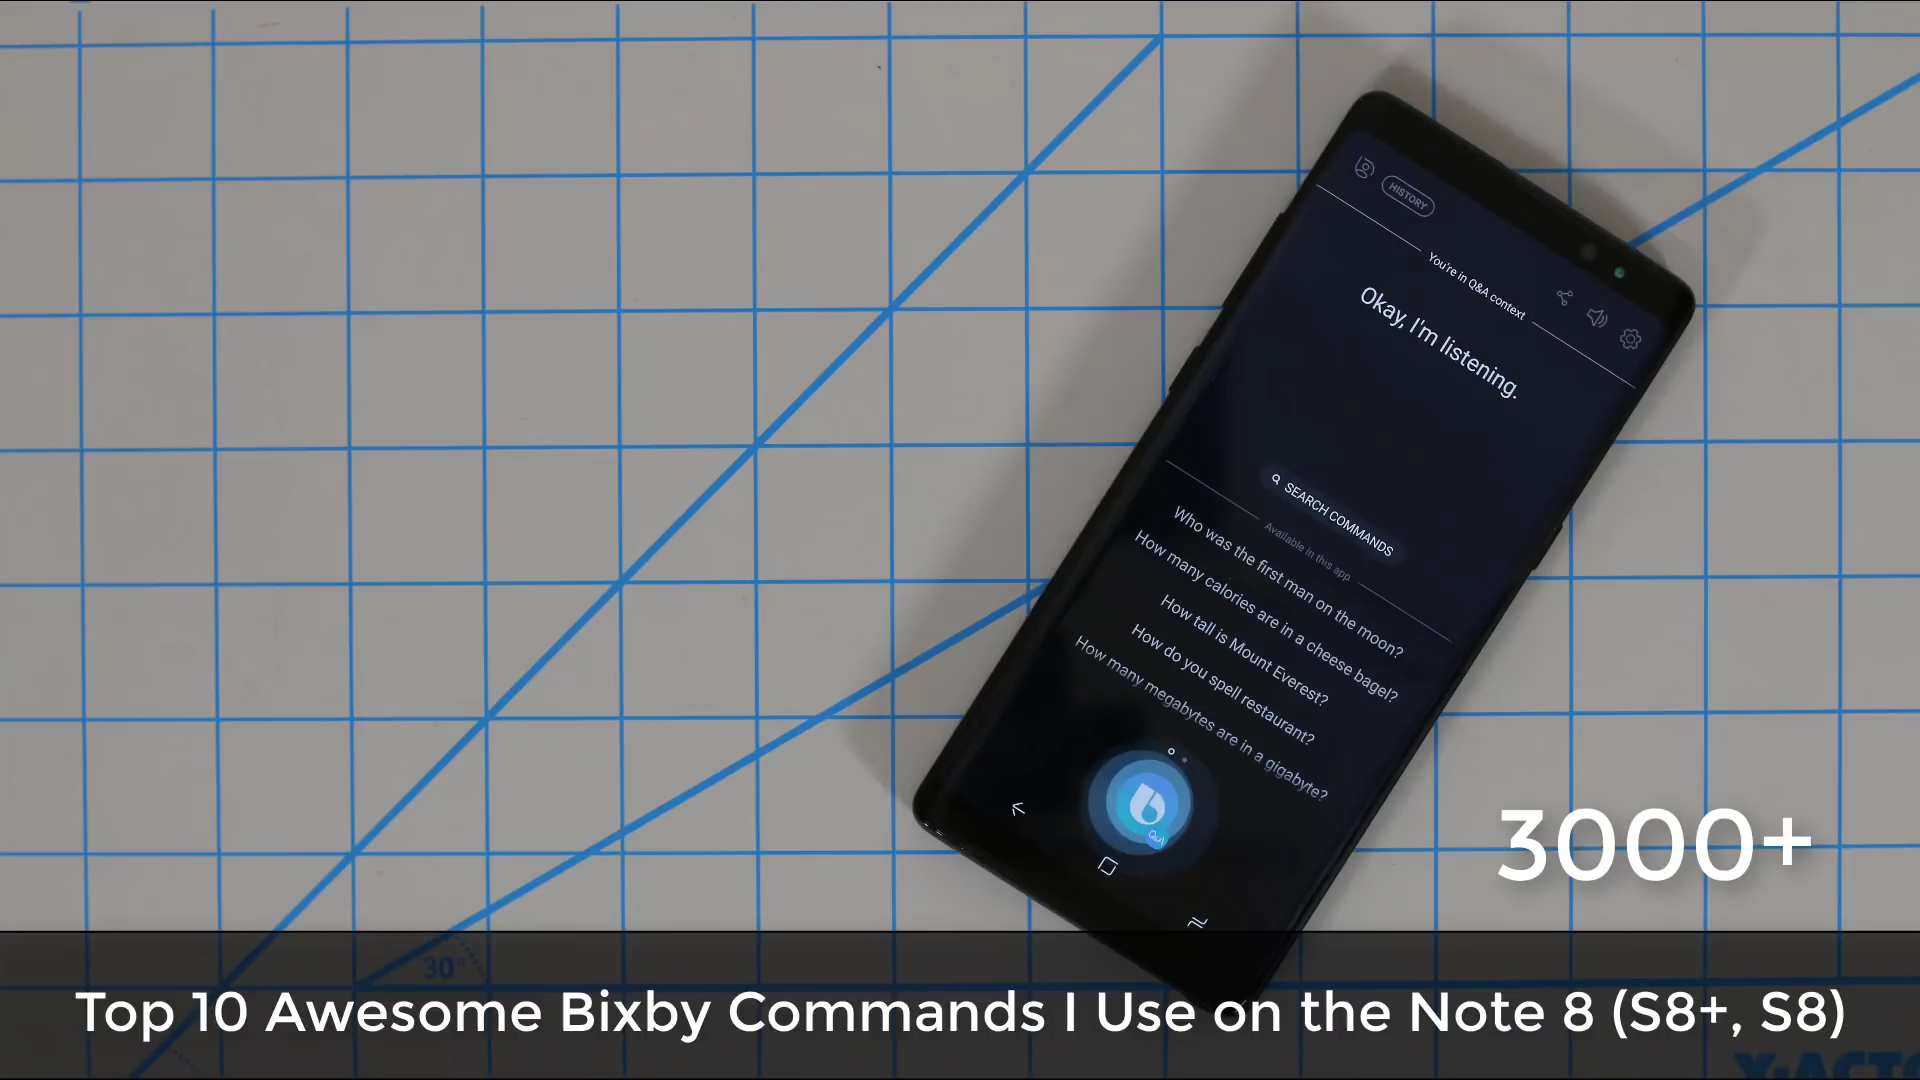 HISTORY
You're in Q&A context
Okay, I'm listening.
SEARCH COMMANDS
Available in this app
Who was the first man on the moon?
How many calories are in a cheese bagel?
How tall is Mount Everest?
How do you spell restaurant?
How many megabytes are in a gigabyte?
Q&A
3000+
30°
Top 10 Awesome Bixby Commands I Use on the Note 8 (S8+, S8)
X-ACTO